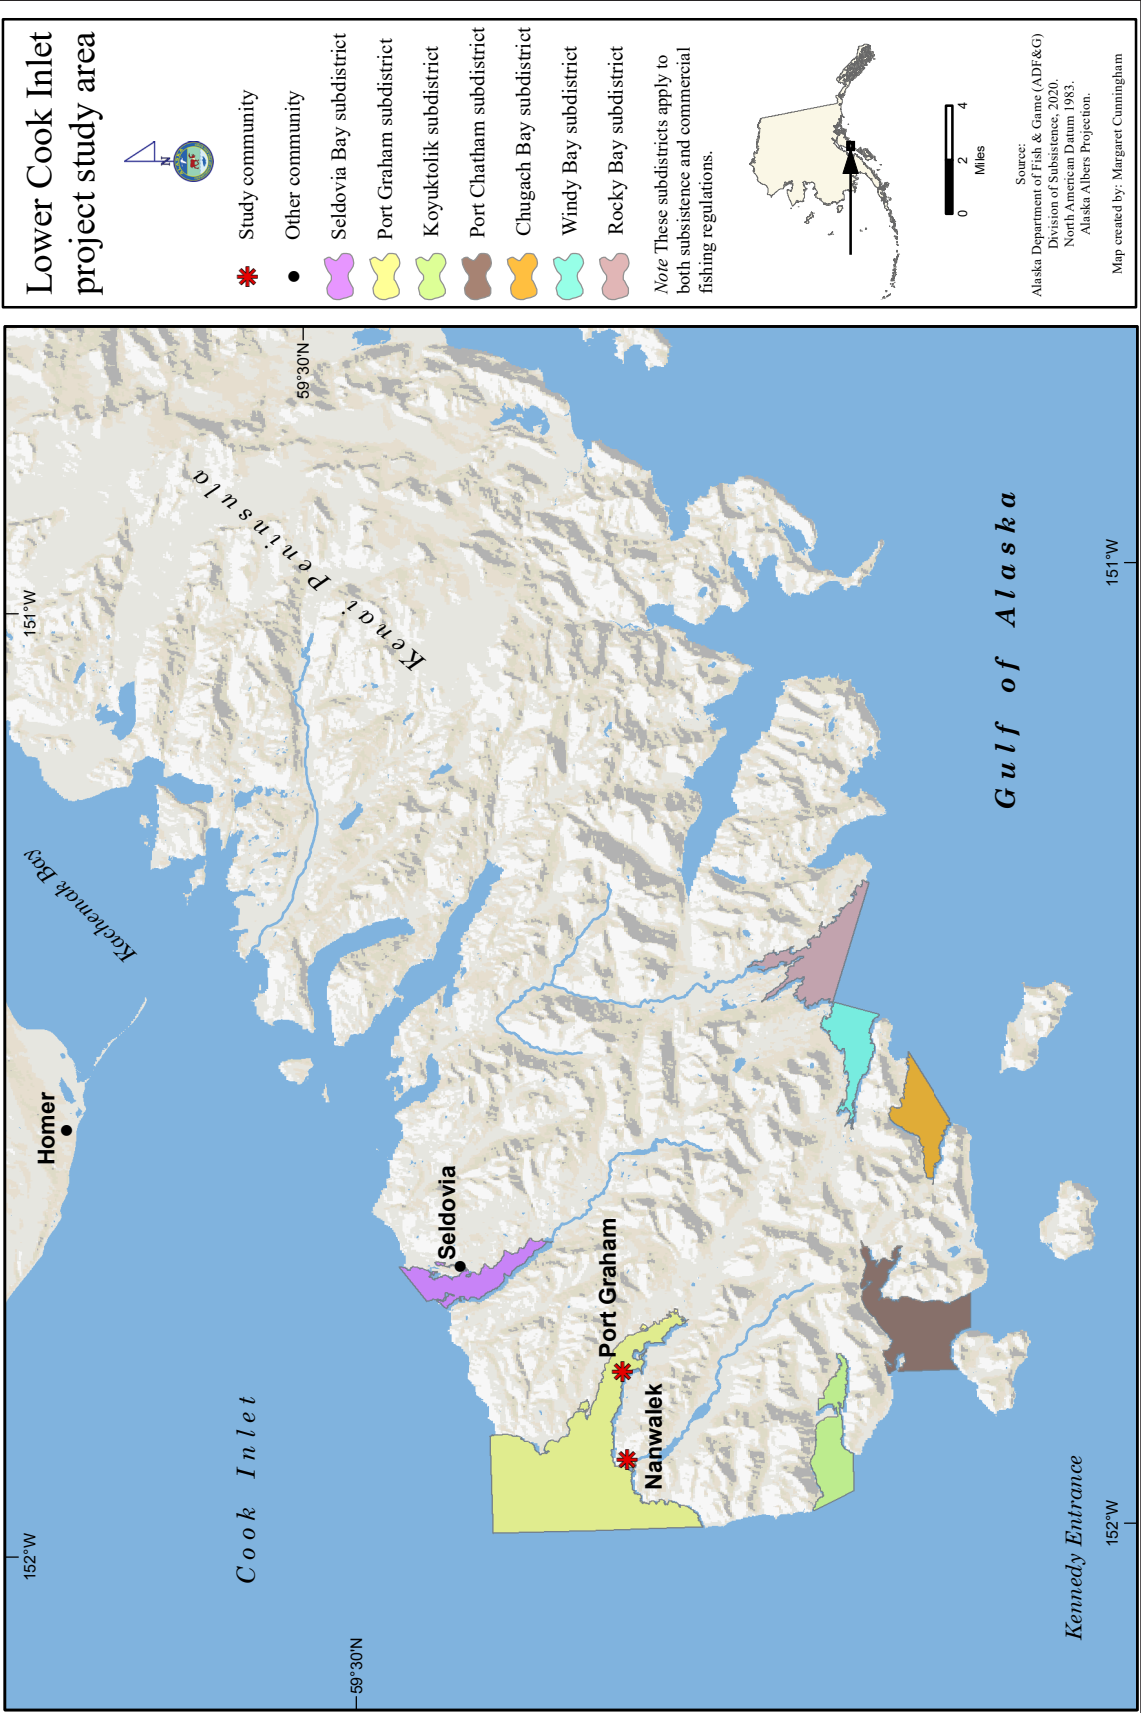 Lower Cook Inlet
project study area
N
Study community
Other community
Seldovia Bay subdistrict
Port Graham subdistrict
Koyuktolik subdistrict
Port Chatham subdistrict
Chugach Bay subdistrict
Windy Bay subdistrict
Rocky Bay subdistrict
Note These subdistricts apply to
both subsistence and commercial
fishing regulations.
0 2 4
Miles
Source:
Alaska Department of Fish & Game (ADF&G)
Division of Subsistence, 2020.
North American Datum 1983.
Alaska Albers Projection.
Map created by: Margaret Cunningham
152°W
151°W
Homer
Kachemak Bay
Kenai Peninsula
59°30'N
Cook Inlet
59°30'N
Seldovia
Port Graham
Nanwalek
Gulf of Alaska
Kennedy Entrance
152°W
151°W